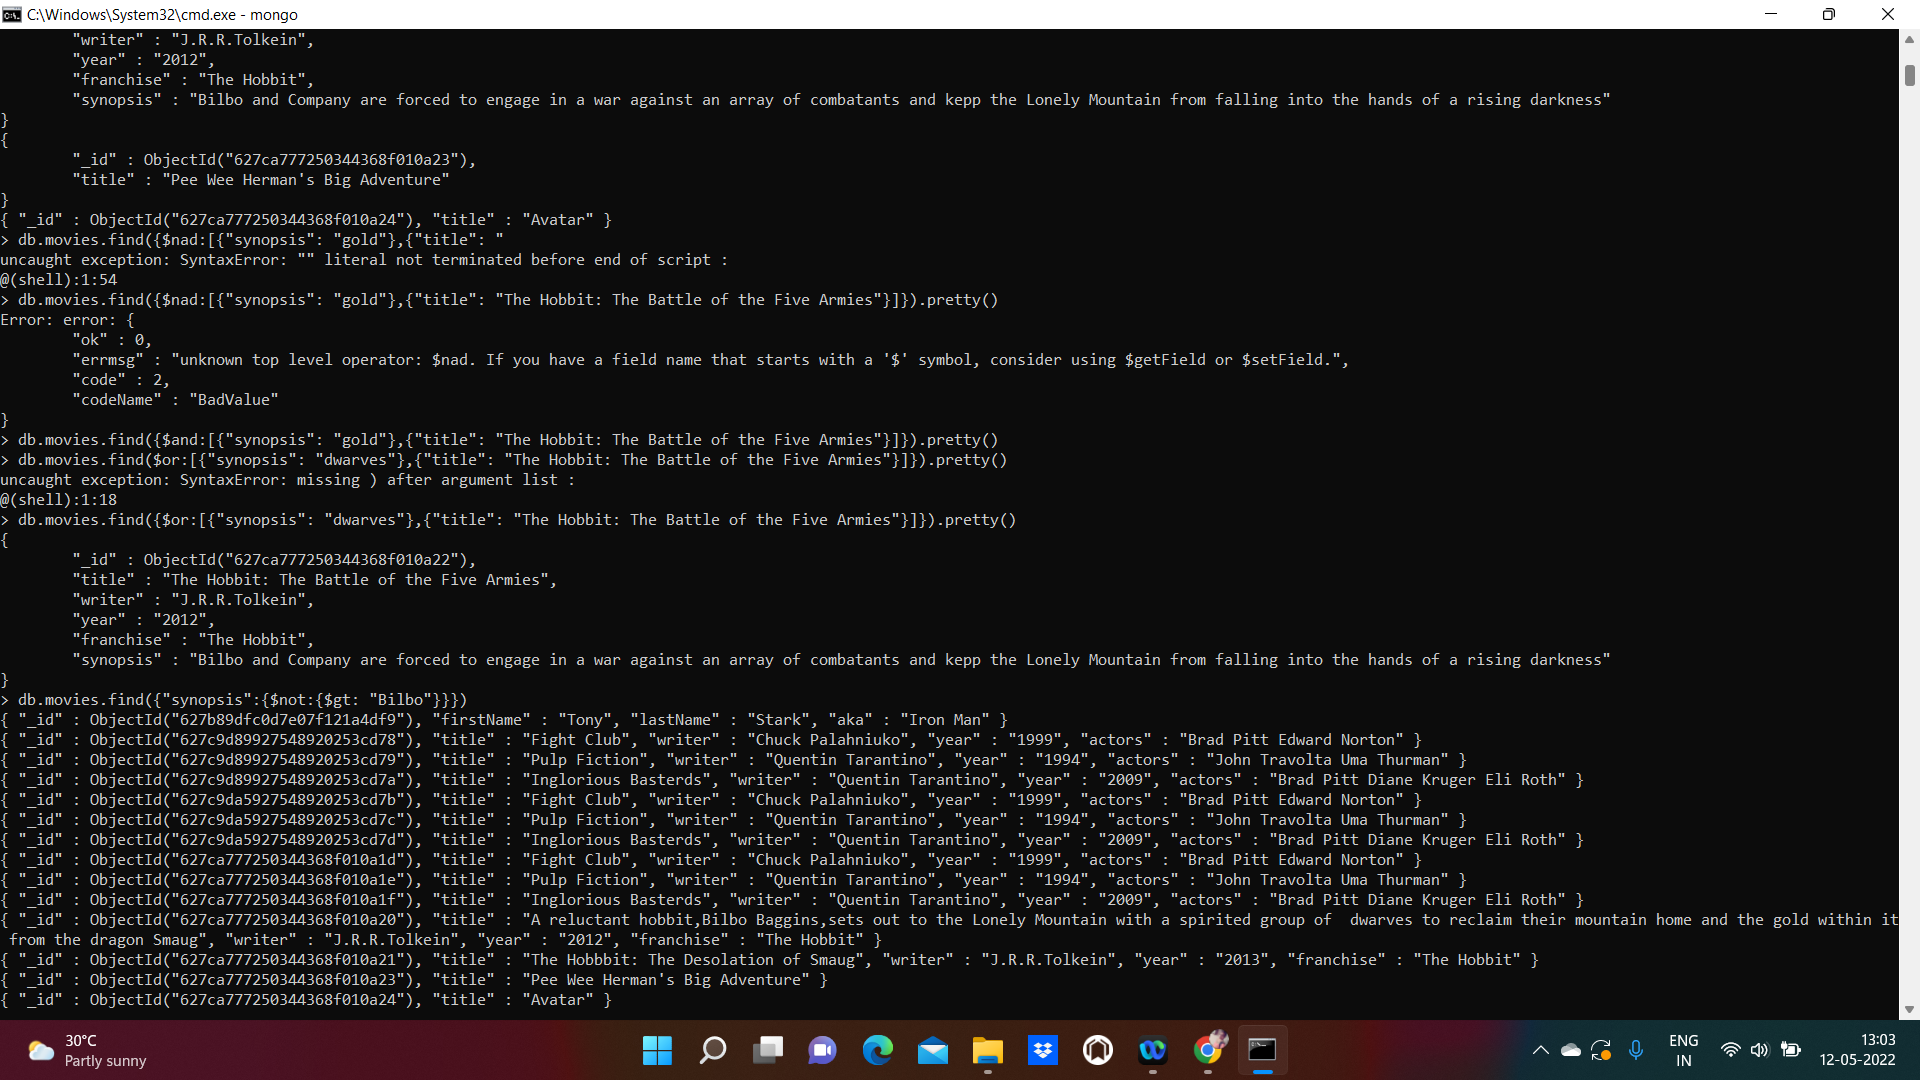 C:\Windows\System32\cmd.exe - mongo
"writer" : "J.R.R.Tolkein",
"year" : "2012",
"franchise" : "The Hobbit",
"synopsis" : "Bilbo and Company are forced to engage in a war against an array of combatants and kepp the Lonely Mountain from falling into the hands of a rising darkness"
}
{
"_id" : ObjectId("627ca777250344368f010a23"),
"title" : "Pee Wee Herman's Big Adventure"
}
{ "_id" : ObjectId("627ca777250344368f010a24"), "title" : "Avatar" }
> db.movies.find({$nad:[{"synopsis": "gold"},{"title": "
uncaught exception: SyntaxError: "" literal not terminated before end of script :
@(shell):1:54
> db.movies.find({$nad:[{"synopsis": "gold"},{"title": "The Hobbit: The Battle of the Five Armies"}]}).pretty()
Error: error: {
"ok" : 0,
"errmsg" : "unknown top level operator: $nad. If you have a field name that starts with a '$' symbol, consider using $getField or $setField.",
"code" : 2,
"codeName" : "BadValue"
}
> db.movies.find({$and:[{"synopsis": "gold"},{"title": "The Hobbit: The Battle of the Five Armies"}]}).pretty()
> db.movies.find($or:[{"synopsis": "dwarves"},{"title": "The Hobbit: The Battle of the Five Armies"}]}).pretty()
uncaught exception: SyntaxError: missing ) after argument list :
@(shell):1:18
> db.movies.find({$or:[{"synopsis": "dwarves"},{"title": "The Hobbit: The Battle of the Five Armies"}]}).pretty()
{
"_id" : ObjectId("627ca777250344368f010a22"),
"title" : "The Hobbit: The Battle of the Five Armies",
"writer" : "J.R.R.Tolkein",
"year" : "2012",
"franchise" : "The Hobbit",
"synopsis" : "Bilbo and Company are forced to engage in a war against an array of combatants and kepp the Lonely Mountain from falling into the hands of a rising darkness"
}
> db.movies.find({"synopsis":{$not:{$gt: "Bilbo"}}})
{ "_id" : ObjectId("627b89dfc0d7e07f121a4df9"), "firstName" : "Tony", "lastName" : "Stark", "aka" : "Iron Man" }
{ "_id" : ObjectId("627c9d89927548920253cd78"), "title" : "Fight Club", "writer" : "Chuck Palahniuko", "year" : "1999", "actors" : "Brad Pitt Edward Norton" }
{ "_id" : ObjectId("627c9d89927548920253cd79"), "title" : "Pulp Fiction", "writer" : "Quentin Tarantino", "year" : "1994", "actors" : "John Travolta Uma Thurman" }
{ "_id" : ObjectId("627c9d89927548920253cd7a"), "title" : "Inglorious Basterds", "writer" : "Quentin Tarantino", "year" : "2009", "actors" : "Brad Pitt Diane Kruger Eli Roth" }
{ "_id" : ObjectId("627c9da5927548920253cd7b"), "title" : "Fight Club", "writer" : "Chuck Palahniuko", "year" : "1999", "actors" : "Brad Pitt Edward Norton" }
{ "_id" : ObjectId("627c9da5927548920253cd7c"), "title" : "Pulp Fiction", "writer" : "Quentin Tarantino", "year" : "1994", "actors" : "John Travolta Uma Thurman" }
{ "_id" : ObjectId("627c9da5927548920253cd7d"), "title" : "Inglorious Basterds", "writer" : "Quentin Tarantino", "year" : "2009", "actors" : "Brad Pitt Diane Kruger Eli Roth" }
{ "_id" : ObjectId("627ca777250344368f010a1d"), "title" : "Fight Club", "writer" : "Chuck Palahniuko", "year" : "1999", "actors" : "Brad Pitt Edward Norton" }
{ "_id" : ObjectId("627ca777250344368f010a1e"), "title" : "Pulp Fiction", "writer" : "Quentin Tarantino", "year" : "1994", "actors" : "John Travolta Uma Thurman" }
{ "_id" : ObjectId("627ca777250344368f010a1f"), "title" : "Inglorious Basterds", "writer" : "Quentin Tarantino", "year" : "2009", "actors" : "Brad Pitt Diane Kruger Eli Roth" }
{ "_id" : ObjectId("627ca777250344368f010a20"), "title" : "A reluctant hobbit,Bilbo Baggins,sets out to the Lonely Mountain with a spirited group of  dwarves to reclaim their mountain home and the gold within it
from the dragon Smaug", "writer" : "J.R.R.Tolkein", "year" : "2012", "franchise" : "The Hobbit" }
{ "_id" : ObjectId("627ca777250344368f010a21"), "title" : "The Hobbbit: The Desolation of Smaug", "writer" : "J.R.R.Tolkein", "year" : "2013", "franchise" : "The Hobbit" }
{ "_id" : ObjectId("627ca777250344368f010a23"), "title" : "Pee Wee Herman's Big Adventure" }
{ "_id" : ObjectId("627ca777250344368f010a24"), "title" : "Avatar" }
30°C
Partly sunny
ENG
IN
13:03
12-05-2022